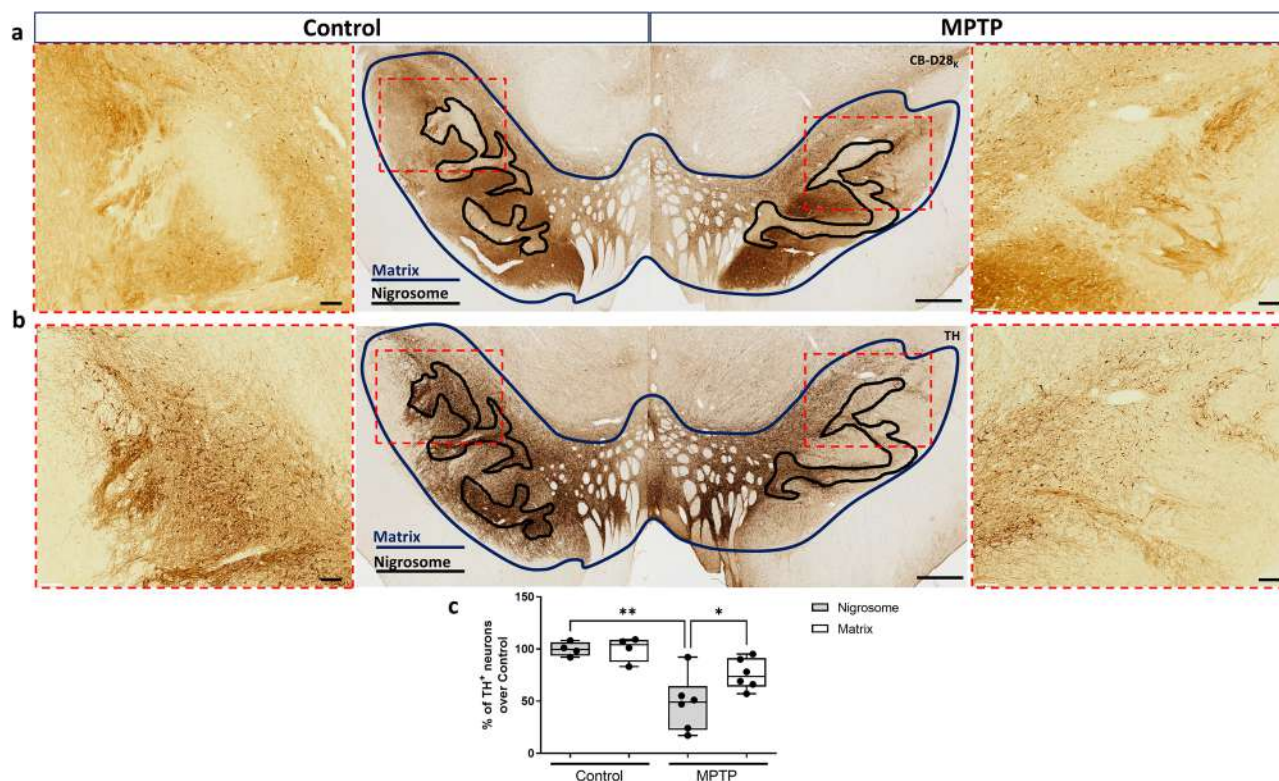 Control
MPTP
a
CB-D28K
Matrix
Nigrosome
b
TH
Matrix
Nigrosome
c
% of TH+ neurons
over Control
150
100
50
0
**
*
Nigrosome
Matrix
Control
MPTP